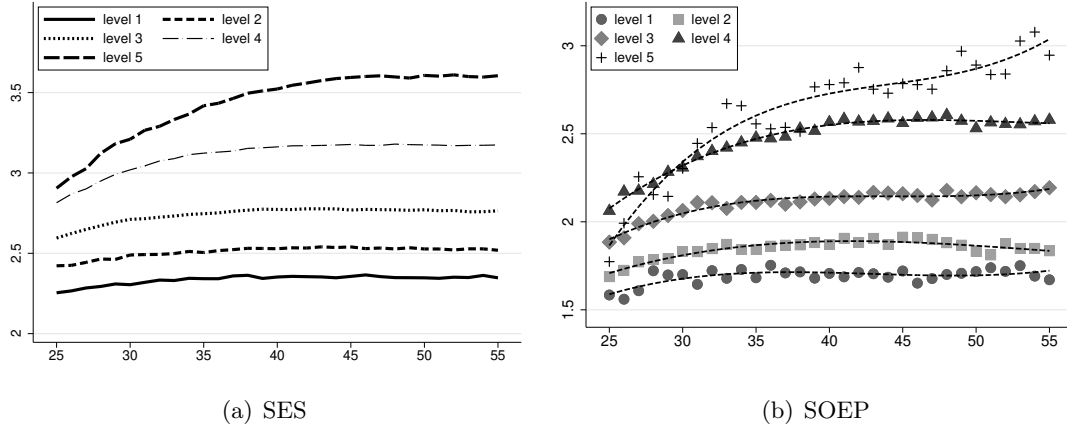 level 1 level 2
level 3 level 4
level 5
3.5
3
2.5
2
25 30 35 40 45 50 55
(a) SES
level 1 level 2
level 3 level 4
level 5
3
2.5
2
1.5
25 30 35 40 45 50 55
(b) SOEP